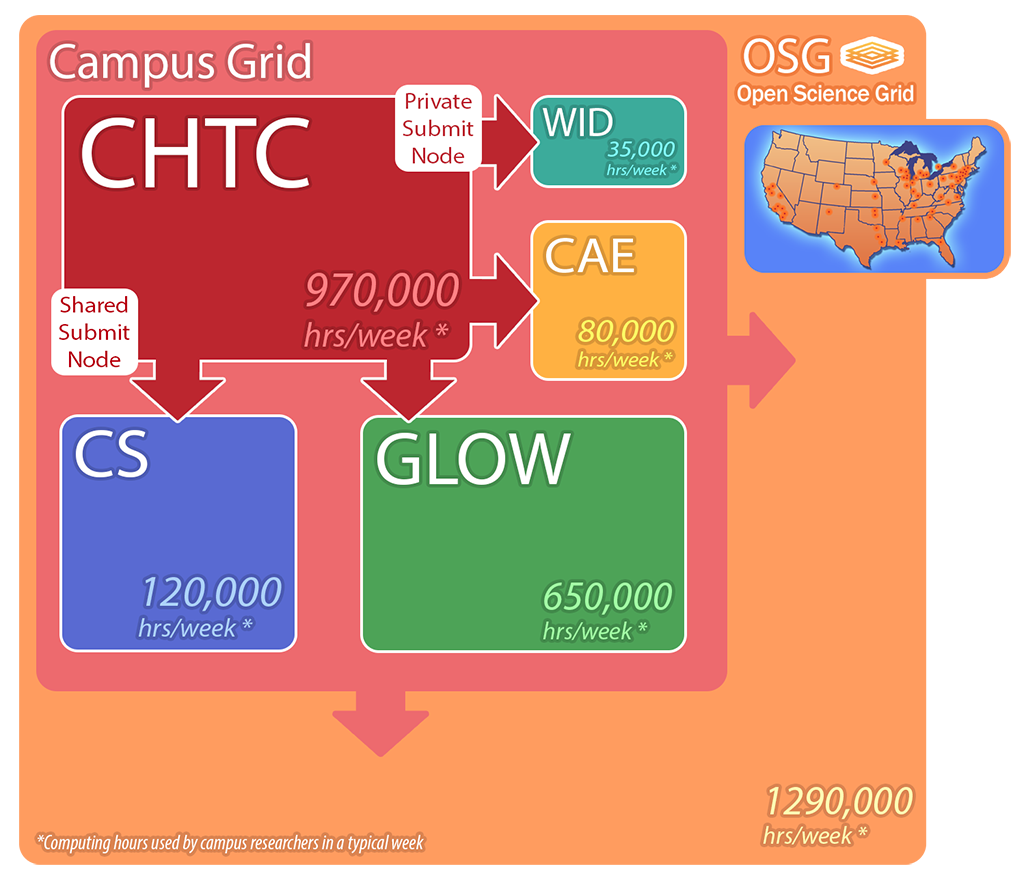 Campus Grid
OSG
Open Science Grid
CHTC
Private
Submit
Node
WID
35,000
hrs/week *
CAE
80,000
hrs/week *
970,000
hrs/week *
Shared
Submit
Node
CS
120,000
hrs/week *
GLOW
650,000
hrs/week *
1290,000
hrs/week *
*Computing hours used by campus researchers in a typical week